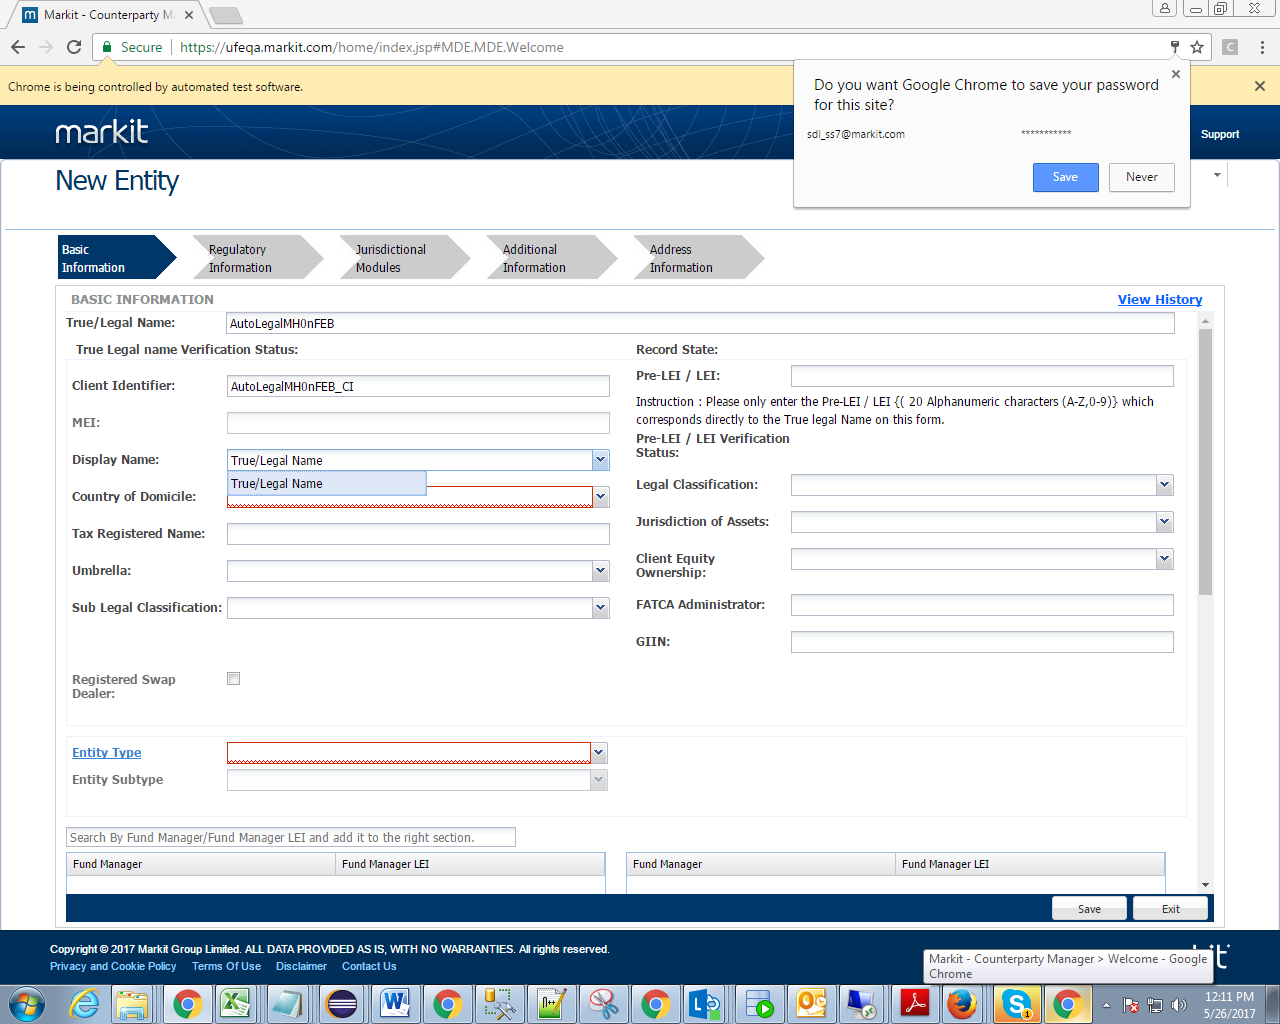 Markit - Counterparty M
Secure https://ufeqa.markit.com/home/index.jsp#MDE.MDE.Welcome
Chrome is being controlled by automated test software.
Do you want Google Chrome to save your password
for this site?
sdl_ss7@markit.com ***********
Save Never
markit
Support
New Entity
Basic
Information
Regulatory
Information
Jurisdictional
Modules
Additional
Information
Address
Information
BASIC INFORMATION View History
True/Legal Name: AutoLegalMH0nFEB
True Legal name Verification Status: Record State:
Client Identifier: AutoLegalMH0nFEB_CI
Pre-LEI / LEI:
Instruction : Please only enter the Pre-LEI / LEI {( 20 Alphanumeric characters (A-Z,0-9)} which
corresponds directly to the True legal Name on this form.
MEI:
Pre-LEI / LEI Verification
Status:
Display Name: True/Legal Name
True/Legal Name
Country of Domicile:
Legal Classification:
Tax Registered Name:
Jurisdiction of Assets:
Umbrella:
Client Equity
Ownership:
Sub Legal Classification:
FATCA Administrator:
GIIN:
Registered Swap
Dealer:
Entity Type
Entity Subtype
Search By Fund Manager/Fund Manager LEI and add it to the right section.
Fund Manager Fund Manager LEI Fund Manager Fund Manager LEI
Save Exit
Copyright © 2017 Markit Group Limited. ALL DATA PROVIDED AS IS, WITH NO WARRANTIES. All rights reserved.
Privacy and Cookie Policy Terms Of Use Disclaimer Contact Us
Markit - Counterparty Manager > Welcome - Google
Chrome
12:11 PM
5/26/2017